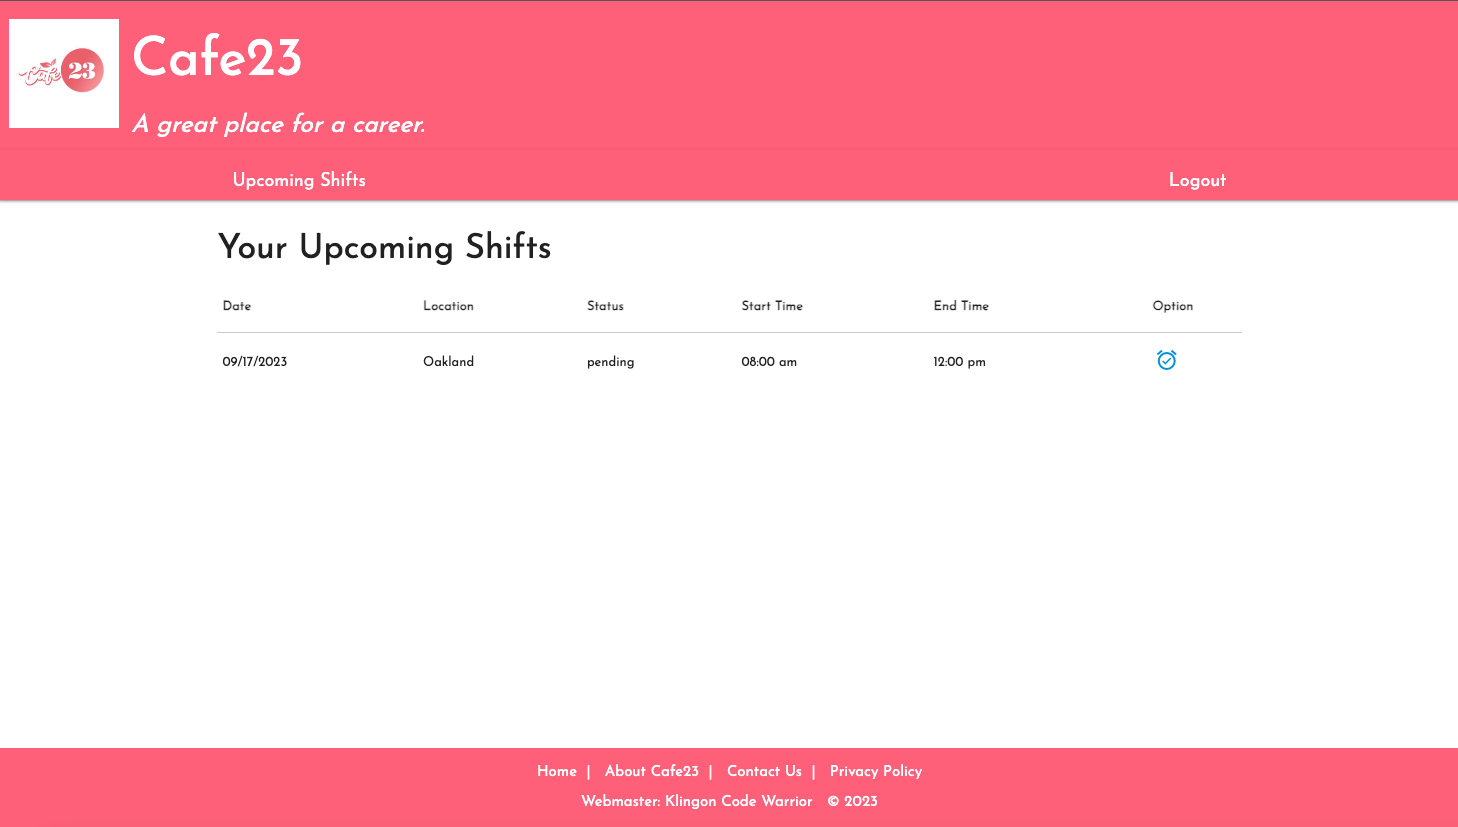 Cafe 23
Cafe23
A great place for a career.
Upcoming Shifts Logout
Your Upcoming Shifts
Date Location Status Start Time End Time Option
09/17/2023 Oakland pending 08:00 am 12:00 pm
Home | About Cafe23 | Contact Us | Privacy Policy
Webmaster: Klingon Code Warrior © 2023